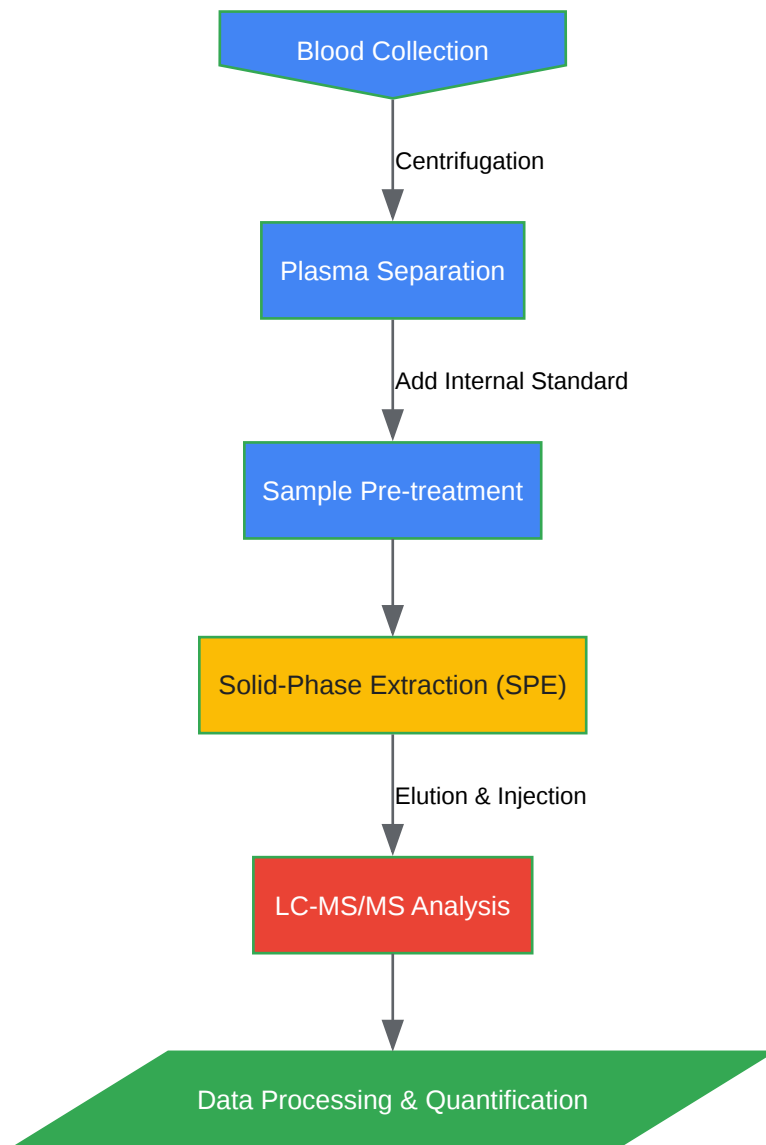 Blood Collection
Centrifugation
Plasma Separation
Add Internal Standard
Sample Pre-treatment
Solid-Phase Extraction (SPE)
Elution & Injection
LC-MS/MS Analysis
Data Processing & Quantification